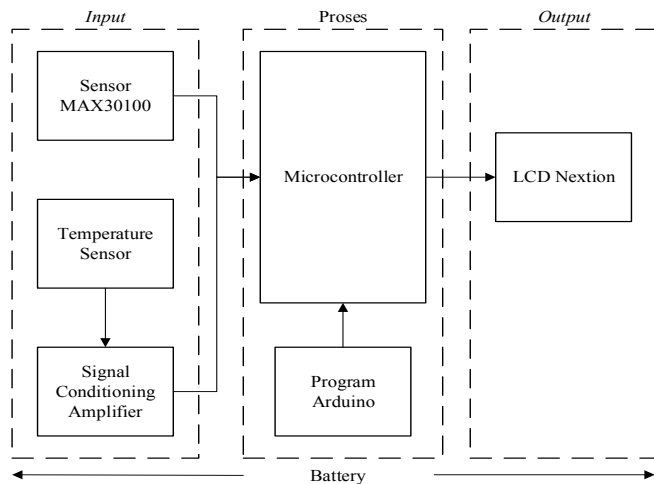 Input
Proses
Output
Sensor
MAX30100
Temperature
Sensor
Signal
Conditioning
Amplifier
Microcontroller
Program
Arduino
LCD Nextion
Battery